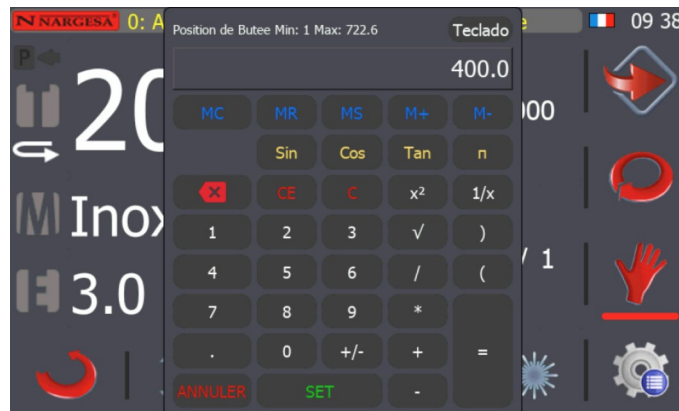 NARGESA 0: A
Position de Butee Min: 1 Max: 722.6 Teclado
09 38
P
400.0
20
MC MR MS M+ M-
000
Sin Cos Tan п
CE C x² 1/x
M Inox
1 2 3 √ )
4 5 6 / (
/ 1
3.0
7 8 9 *
. 0 +/- + =
ANNULER SET -